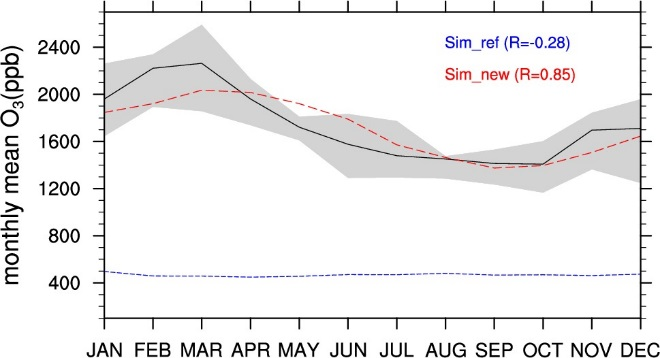 monthly mean O3(ppb)
2400
2000
1600
1200
800
400
Sim_ref (R=-0.28)
Sim_new (R=0.85)
JAN FEB MAR APR MAY JUN JUL AUG SEP OCT NOV DEC